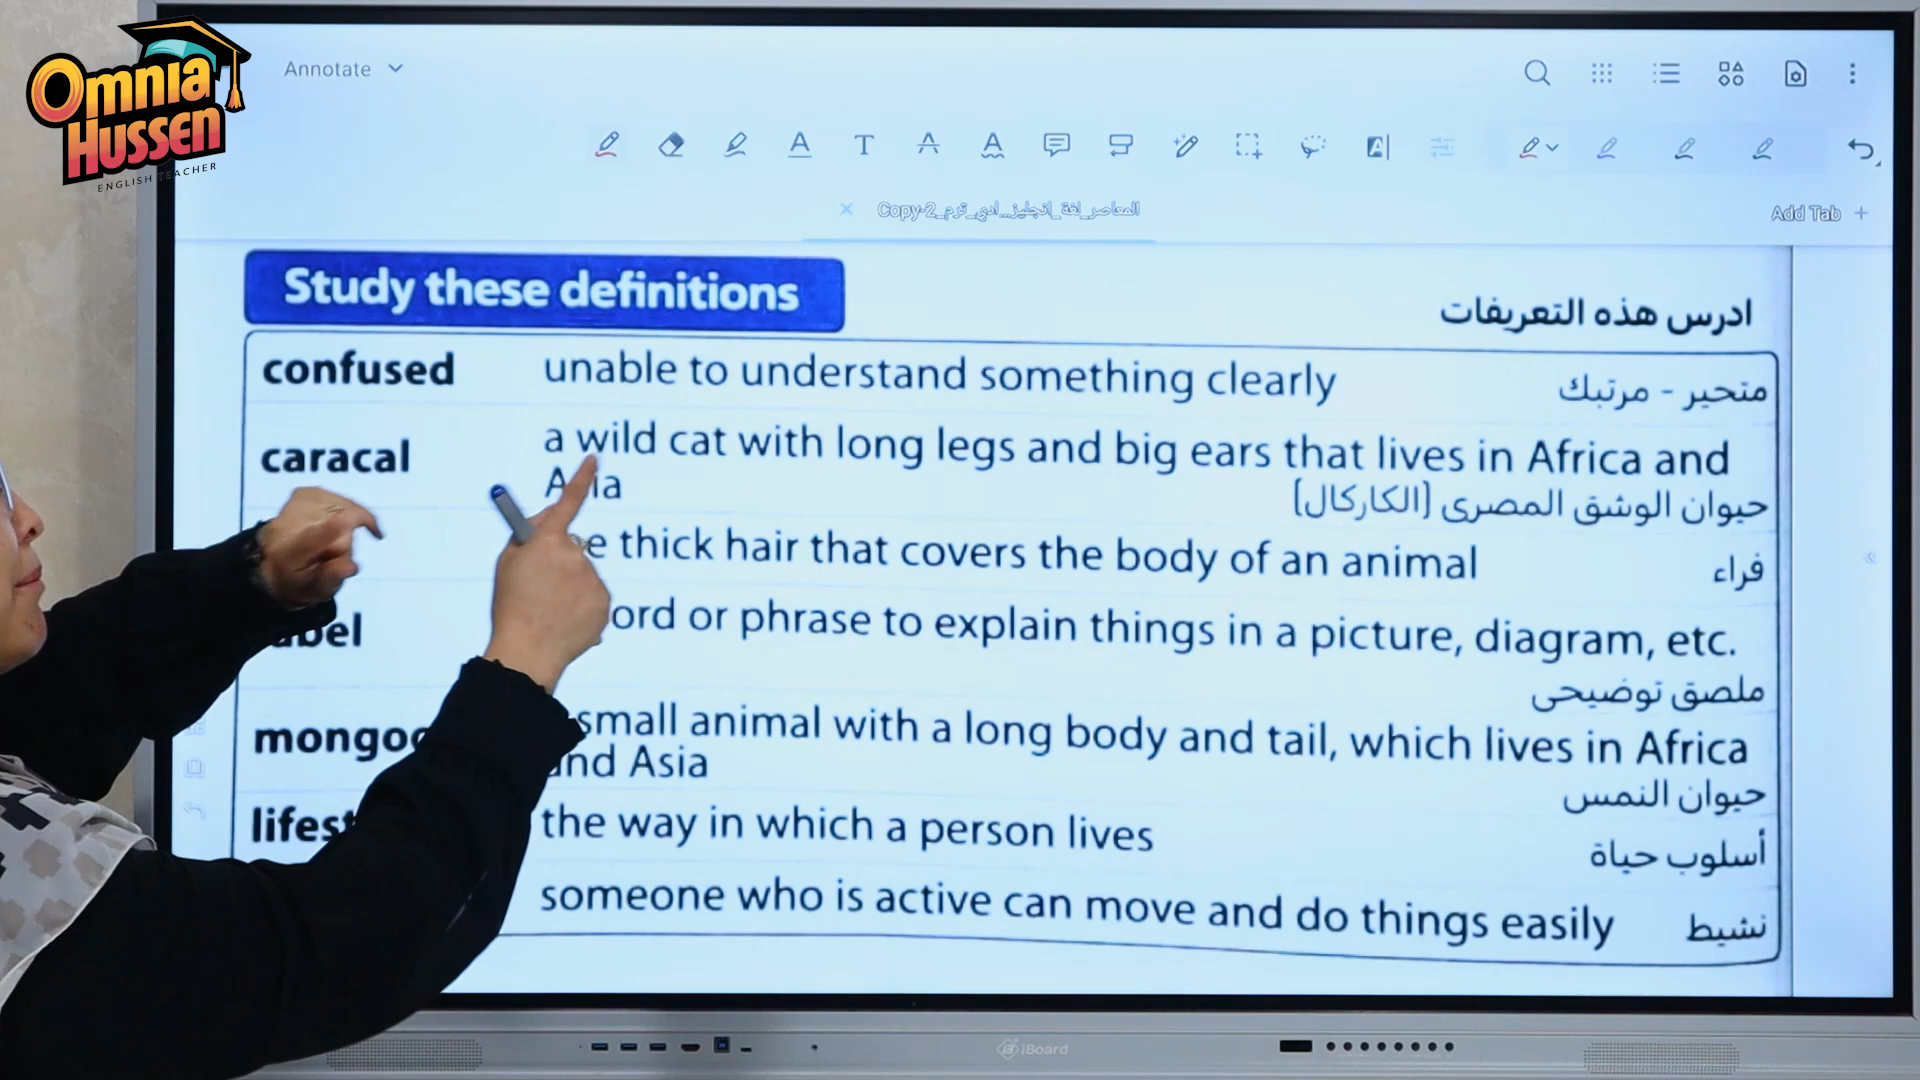 Omnia
Hussen
ENGLISH TEACHER
Annotate
Copy-2_المعاصر_لغة_إنجليز_ادي_ترم
Add Tab +
Study these definitions
ادرس هذه التعريفات
confused unable to understand something clearly متحير - مرتبك
caracal a wild cat with long legs and big ears that lives in Africa and
حيوان الوشق المصرى (الكاركال)
thick hair that covers the body of an animal فراء
or phrase to explain things in a picture, diagram, etc.
ملصق توضيحى
small animal with a long body and tail, which lives in Africa
and Asia
حيوان النمس
the way in which a person lives أسلوب حياة
someone who is active can move and do things easily نشيط
iBoard